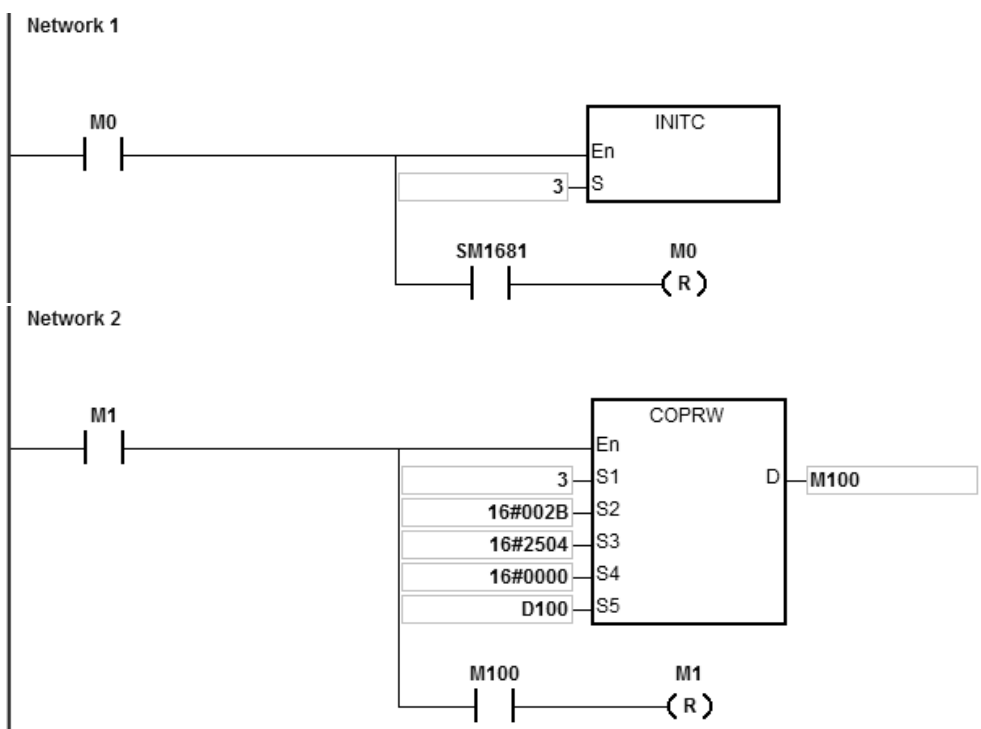 Network 1
M0
INITC
En
3 S
SM1681 M0
R
Network 2
M1
COPRW
En
3 S1 D M100
16#002B S2
16#2504 S3
16#0000 S4
D100 S5
M100 M1
R